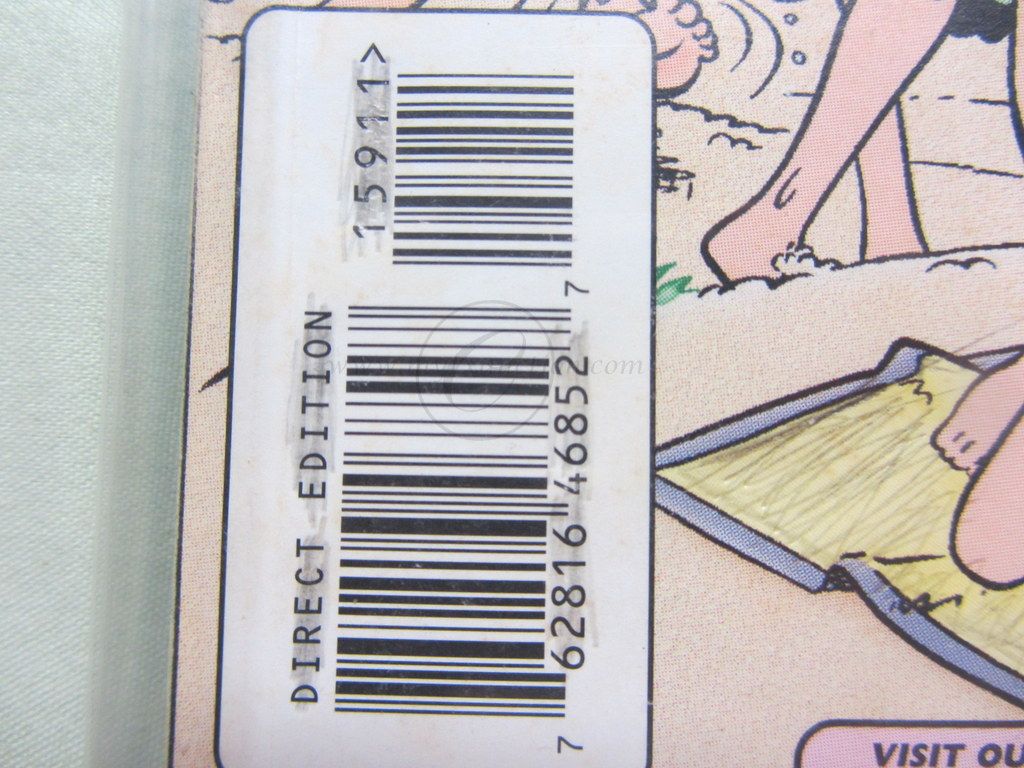 15911>
DIRECT EDITION
7 62816 46852 7
VISIT OU